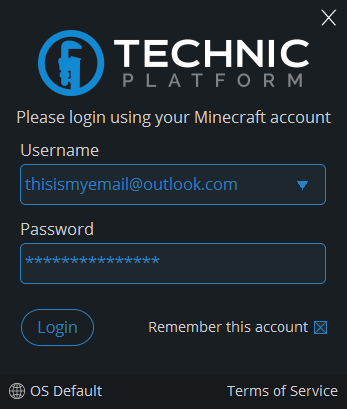 TECHNIC
PLATFORM
Please login using your Minecraft account
Username
thisismyemail@outlook.com
Password
***************
Login
Remember this account
OS Default
Terms of Service